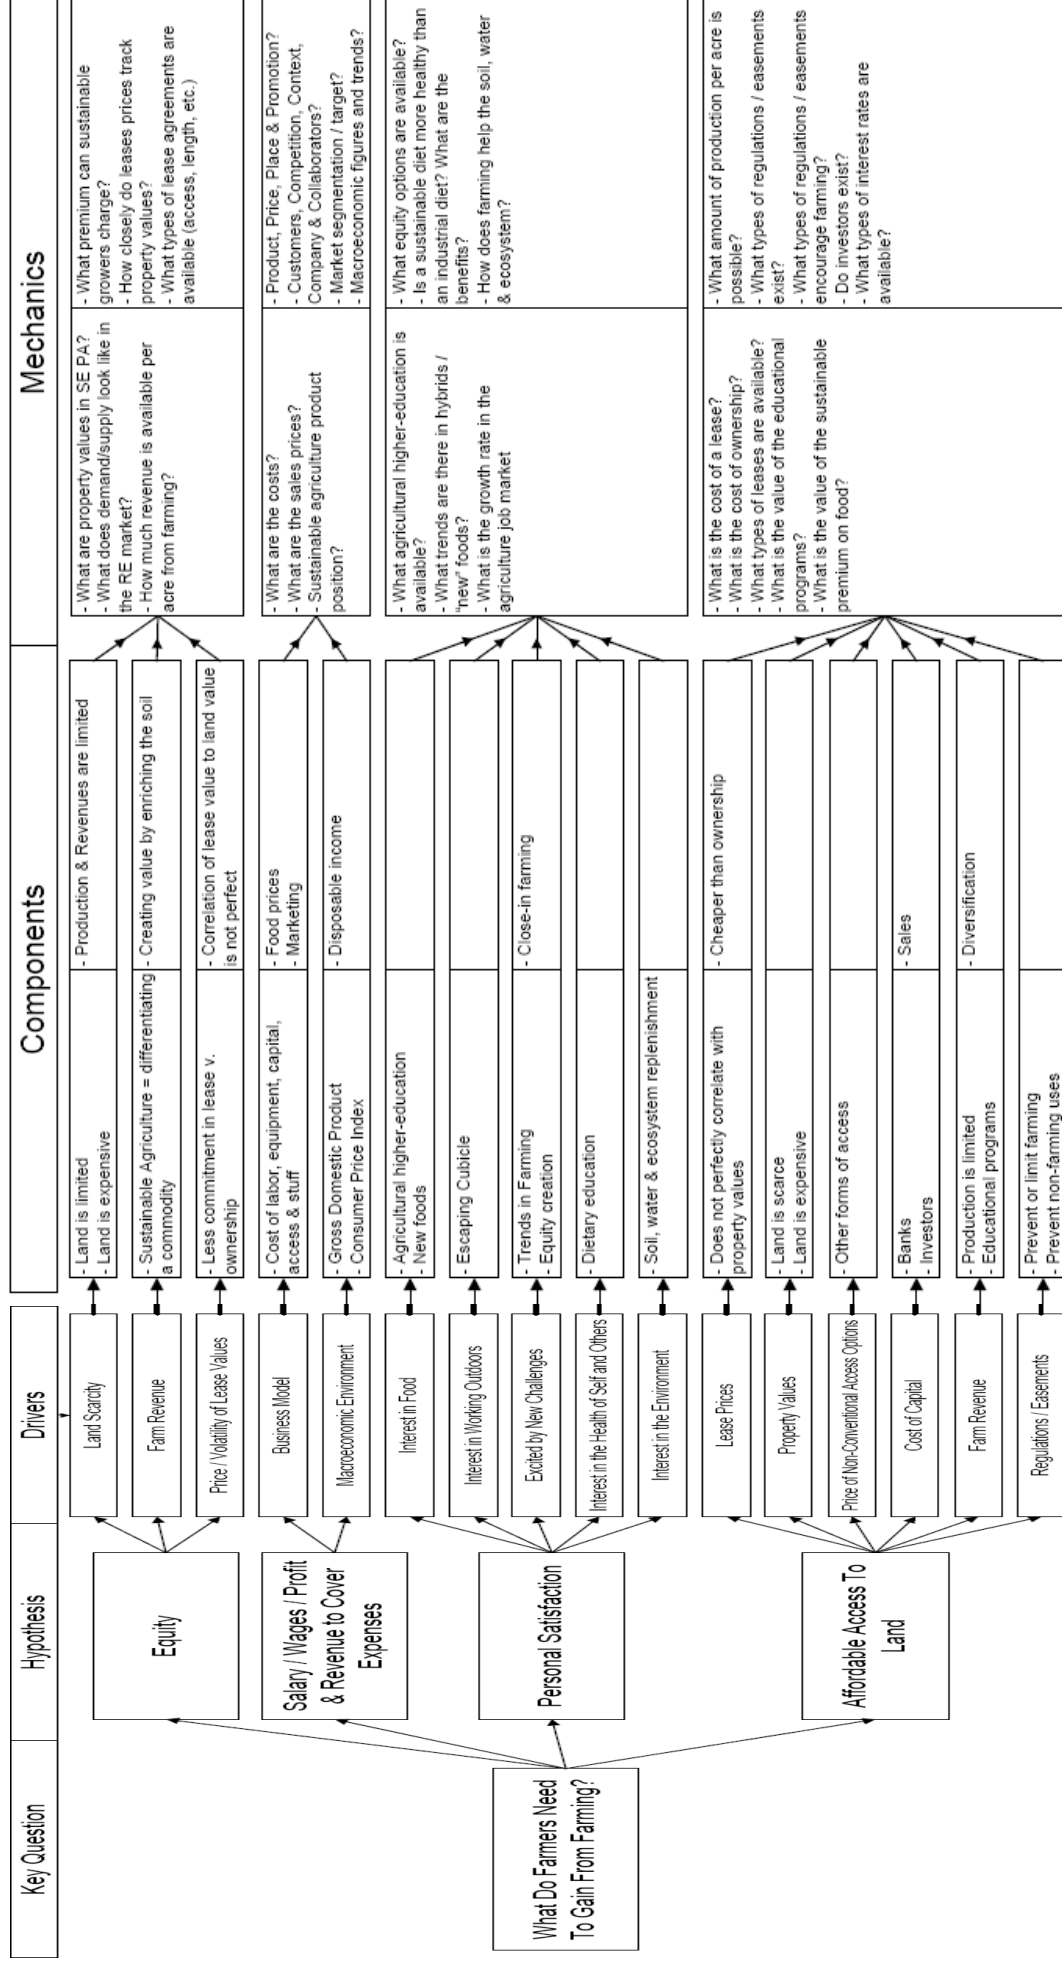 Key Question
Hypothesis
Drivers
Components
Mechanics
What Do Farmers Need
To Gain From Farming?
Equity
Salary / Wages / Profit
& Revenue to Cover
Expenses
Personal Satisfaction
Affordable Access To
Land
Land Scarcity
Farm Revenue
Price / Volatility of Lease Values
Business Model
Macroeconomic Environment
Interest in Food
Interest in Working Outdoors
Excited by New Challenges
Interest in the Health of Self and Others
Interest in the Environment
Lease Prices
Property Values
Price of Non-Conventional Access Options
Cost of Capital
Farm Revenue
Regulations / Easements
- Land is limited
- Land is expensive
- Production & Revenues are limited
- Sustainable Agriculture = differentiating
a commodity
- Creating value by enriching the soil
- Less commitment in lease v.
ownership
- Correlation of lease value to land value
is not perfect
- Cost of labor, equipment, capital,
access & stuff
- Food prices
- Marketing
- Gross Domestic Product
- Consumer Price Index
- Disposable income
- Agricultural higher-education
- New foods
- Escaping Cubicle
- Trends in Farming
- Equity creation
- Close-in farming
- Dietary education
- Soil, water & ecosystem replenishment
- Does not perfectly correlate with
property values
- Cheaper than ownership
- Land is scarce
- Land is expensive
- Other forms of access
- Banks
- Investors
- Sales
- Production is limited
- Educational programs
- Diversification
- Prevent or limit farming
- Prevent non-farming uses
- What are property values in SE PA?
- What does demand/supply look like in
the RE market?
- How much revenue is available per
acre from farming?
- What premium can sustainable
growers charge?
- How closely do leases prices track
property values?
- What types of lease agreements are
available (access, length, etc.)
- What are the costs?
- What are the sales prices?
- Sustainable agriculture product
position?
- Product, Price, Place & Promotion?
- Customers, Competition, Context,
Company & Collaborators?
- Market segmentation / target?
- Macroeconomic figures and trends?
- What agricultural higher-education is
available?
- What trends are there in hybrids /
"new" foods?
- What is the growth rate in the
agriculture job market
- What equity options are available?
- Is a sustainable diet more healthy than
an industrial diet? What are the
benefits?
- How does farming help the soil, water
& ecosystem?
- What is the cost of a lease?
- What is the cost of ownership?
- What types of leases are available?
- What is the value of the educational
programs?
- What is the value of the sustainable
premium on food?
- What amount of production per acre is
possible?
- What types of regulations / easements
exist?
- What types of regulations / easements
encourage farming?
- Do investors exist?
- What types of interest rates are
available?